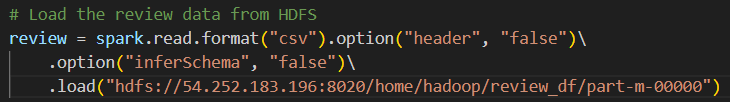 # Load the review data from HDFS
review = spark.read.format("csv").option("header", "false")\
    .option("inferSchema", "false")\
    .load("hdfs://54.252.183.196:8020/home/hadoop/review_df/part-m-00000")